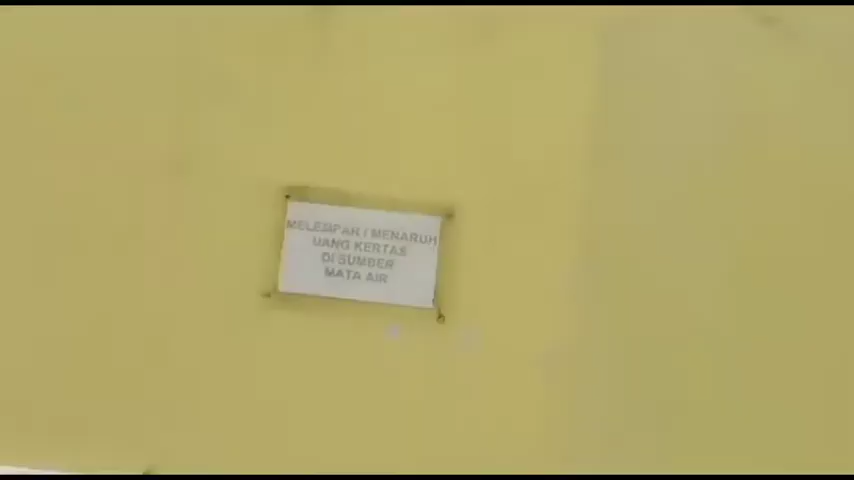 MELEMPAR / MENARUH
UANG KERTAS
DI SUMBER
MATA AIR